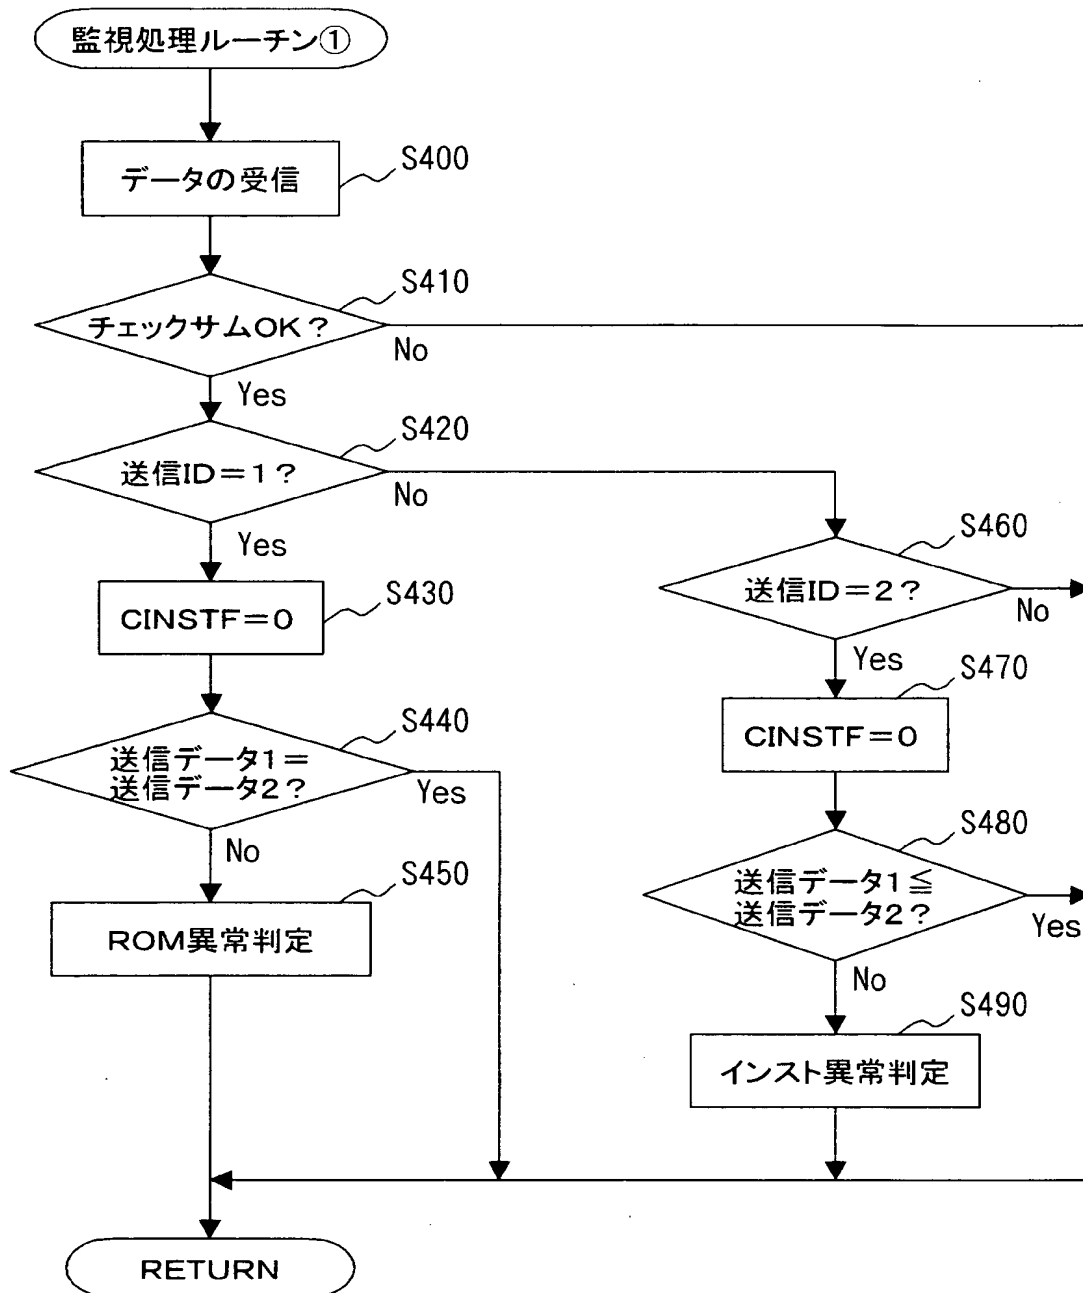 監視処理ルーチン①
S400
データの受信
S410
チェックサムOK?
No
Yes
S420
送信ID=1?
No
Yes
S460
送信ID=2?
No
Yes
S430
CINSTF=0
S470
CINSTF=0
S440
送信データ1=
送信データ2?
Yes
No
S480
送信データ1≦
送信データ2?
Yes
No
S450
ROM異常判定
S490
インスト異常判定
RETURN